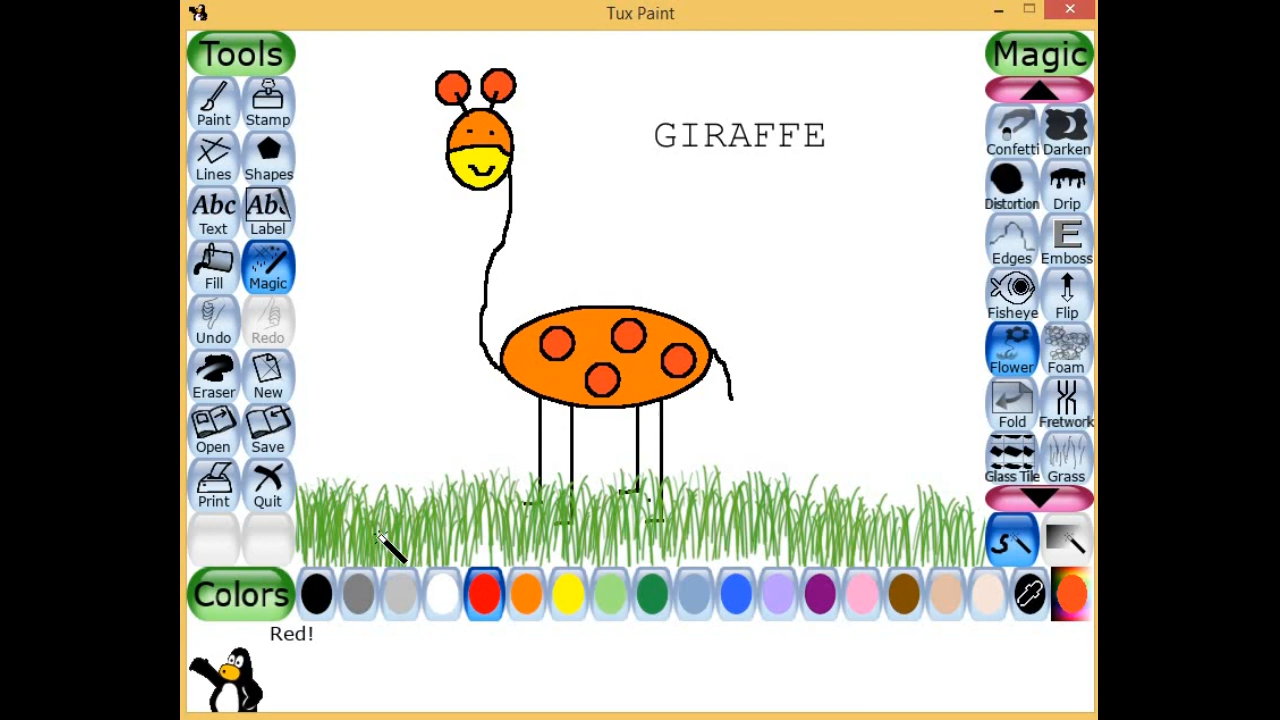 Tux Paint
Tools
Magic
Paint
Stamp
Lines
Shapes
Abc
Text
Abc
Label
Fill
Magic
Undo
Redo
Eraser
New
Open
Save
Print
Quit
GIRAFFE
Confetti
Darken
Distortion
Drip
Edges
E
Emboss
Fisheye
Flip
Flower
Foam
Fold
Fretwork
Glass Tile
Grass
Colors
Red!